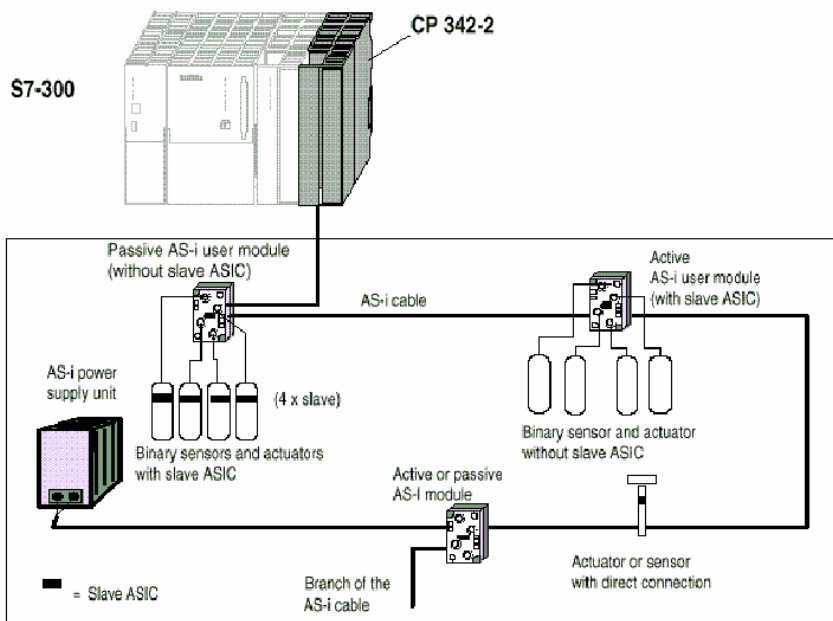 CP 342-2
S7-300
Passive AS-i user module
(without slave ASIC)
Active
AS-i user module
(with slave ASIC)
AS-i cable
AS-i power
supply unit
(4 x slave)
Binary sensors and actuators
with slave ASIC
Binary sensor and actuator
without slave ASIC
Active or passive
AS-i module
Actuator or sensor
with direct connection
Branch of the
AS-i cable
= Slave ASIC